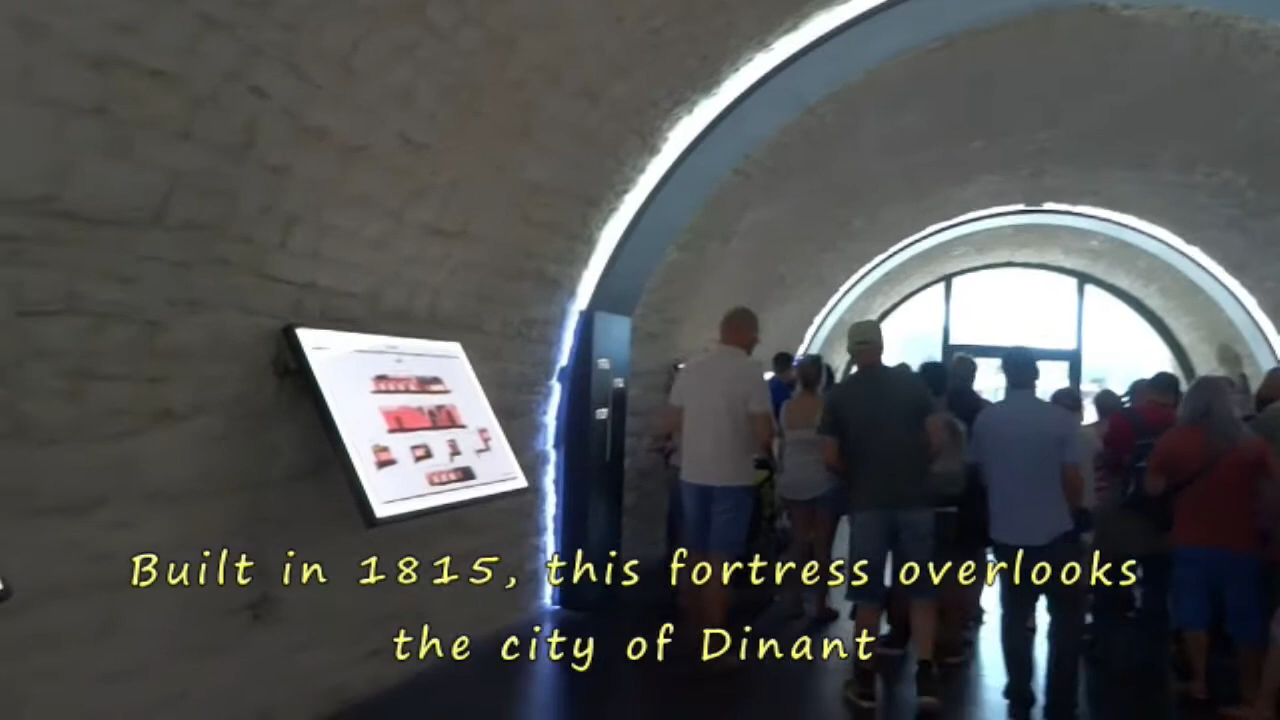 Built in 1815, this fortress overlooks
the city of Dinant